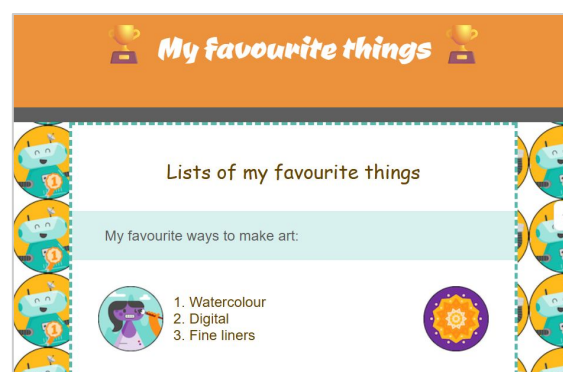 My favourite things
Lists of my favourite things
My favourite ways to make art:
1. Watercolour
2. Digital
3. Fine liners